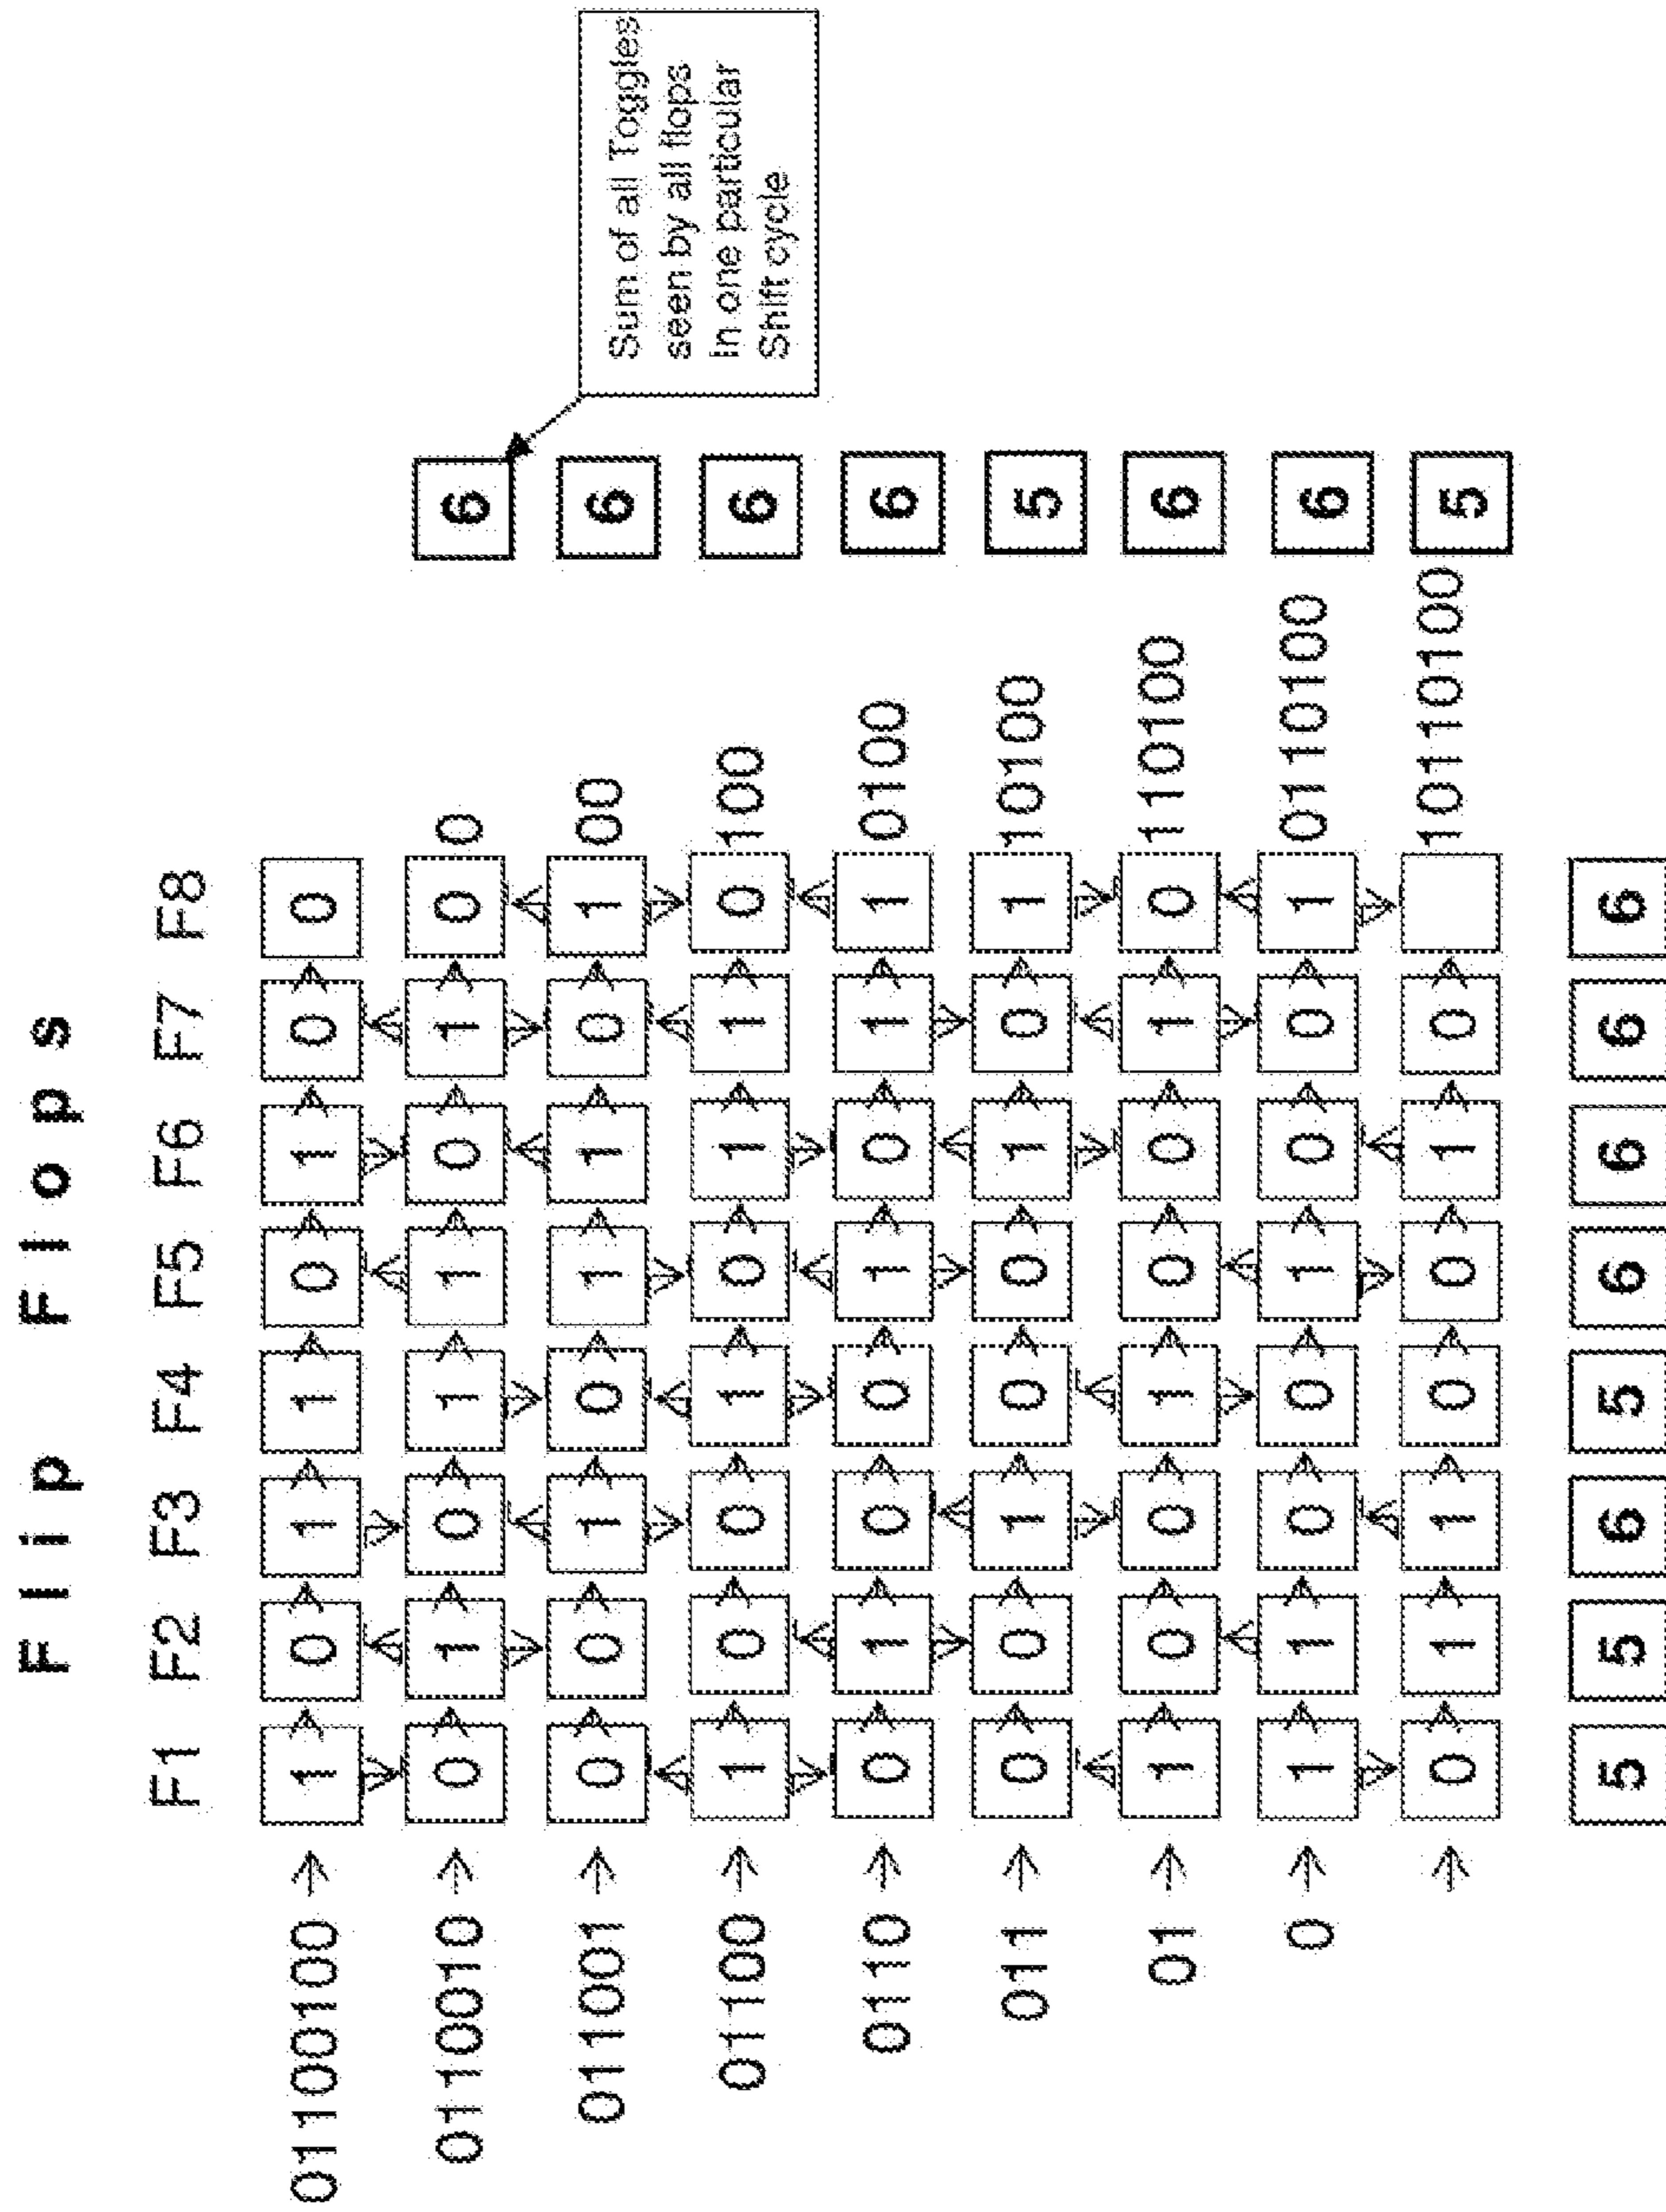 Flip Flops
F1 F2 F3 F4 F5 F6 F7 F8
01100100 → 1 0 1 1 0 1 0 0
0110010 → 0 1 0 1 1 0 1 0 0 6
011001 → 0 0 1 0 1 1 0 1 00 6
01100 → 1 0 0 1 0 1 1 0 100 6
0110 → 0 1 0 0 1 0 1 1 0100 6
011 → 0 0 1 0 0 1 0 1 10100 5
01 → 1 0 0 1 0 0 1 0 110100 6
0 → 1 1 0 0 1 0 0 1 0110100 6
→ 0 1 1 0 0 1 0 10110100 5
5 5 6 5 6 6 6 6
Sum of all Toggles
seen by all flops
In one particular
Shift cycle